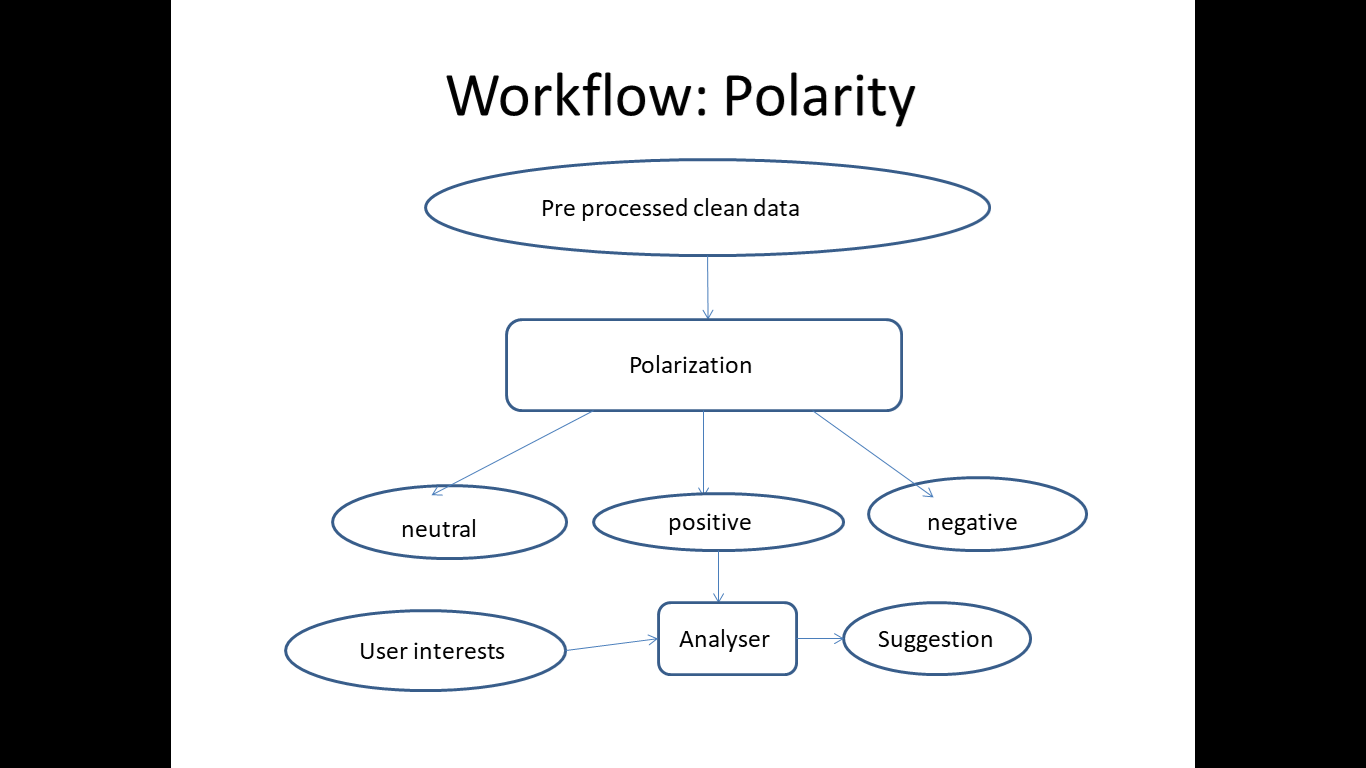 Workflow: Polarity
Pre processed clean data
Polarization
neutral
positive
negative
User interests
Analyser
Suggestion